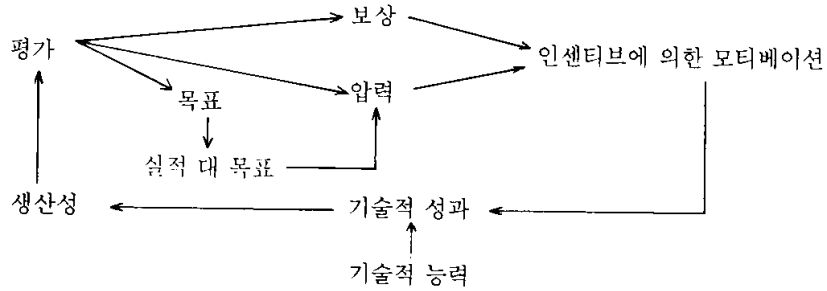 보상
평가
인센티브에 의한 모티베이션
목표
압력
실적 대 목표
생산성
기술적 성과
기술적 능력